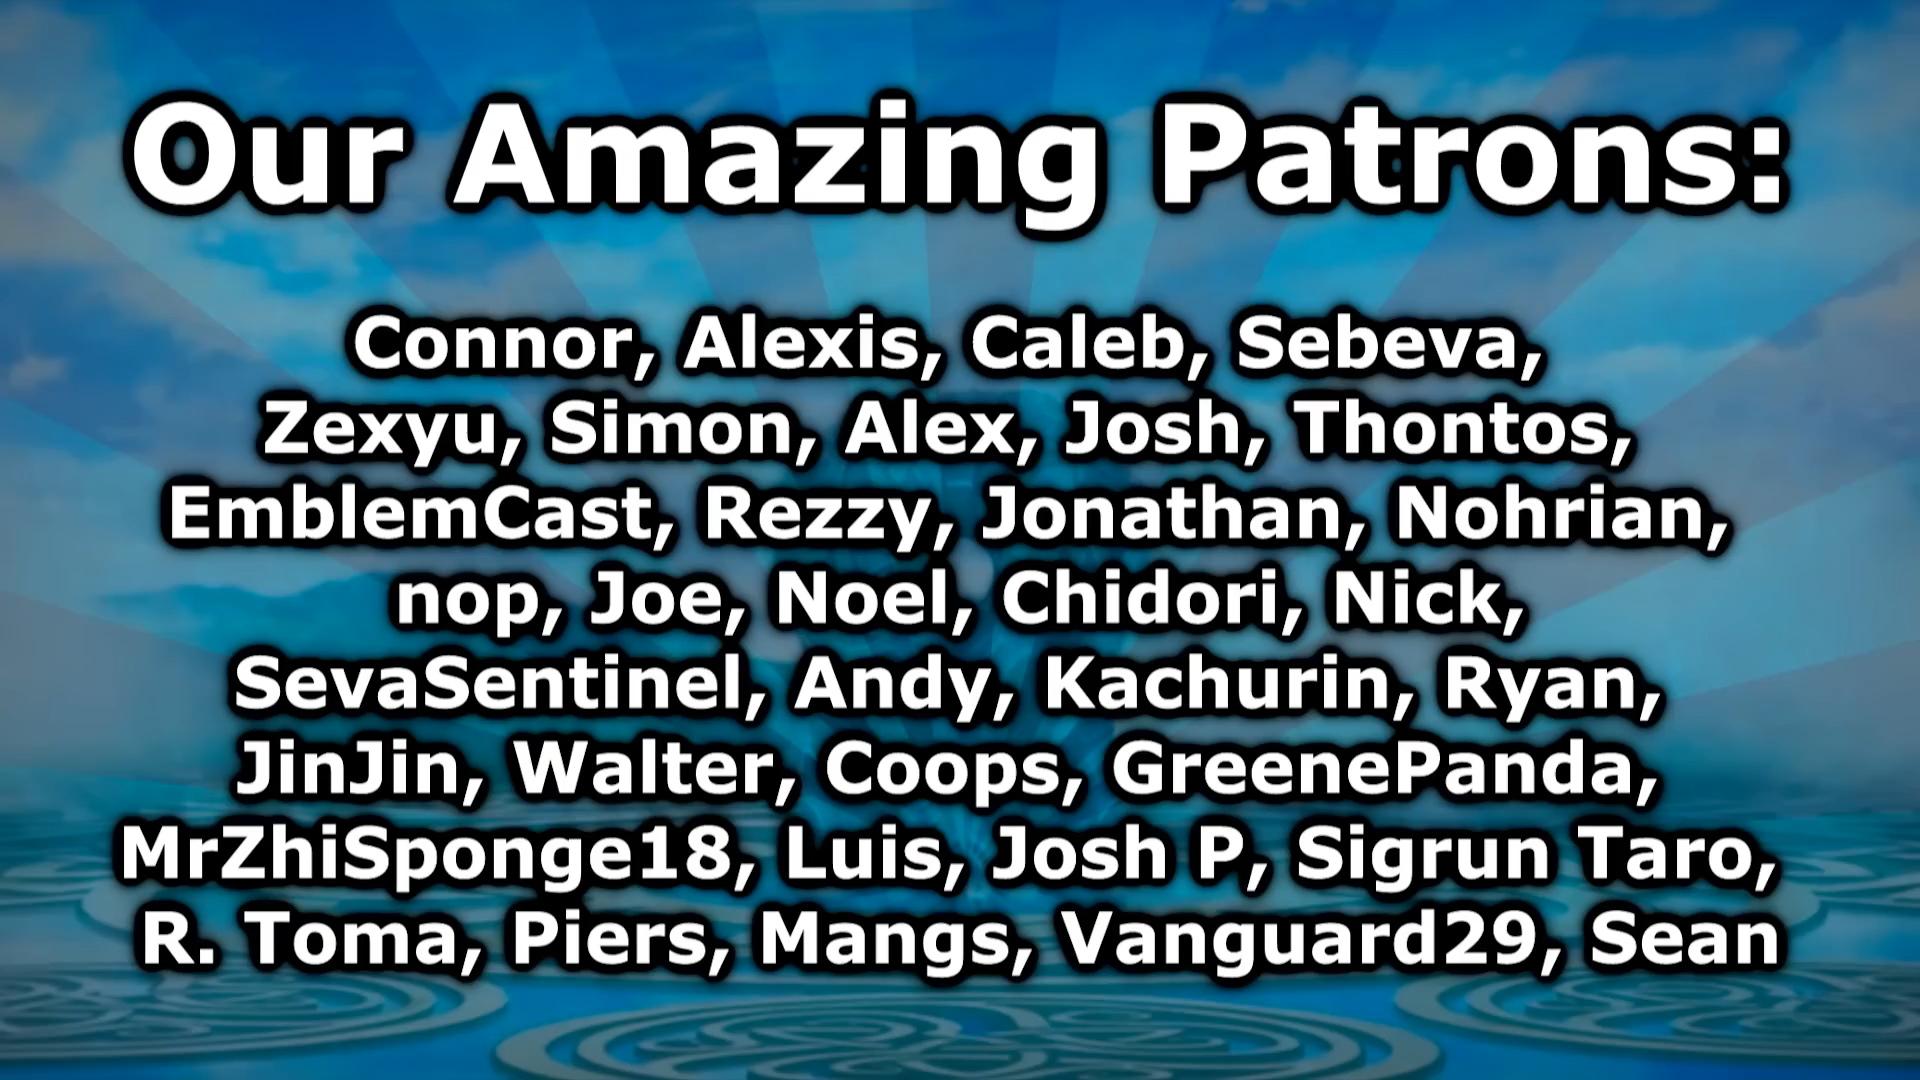 Our Amazing Patrons:
Connor, Alexis, Caleb, Sebeva,
Zexyu, Simon, Alex, Josh, Thontos,
EmblemCast, Rezzy, Jonathan, Nohrian,
nop, Joe, Noel, Chidori, Nick,
SevaSentinel, Andy, Kachurin, Ryan,
JinJin, Walter, Coops, GreenePanda,
MrZhiSponge18, Luis, Josh P, Sigrun Taro,
R. Toma, Piers, Mangs, Vanguard29, Sean